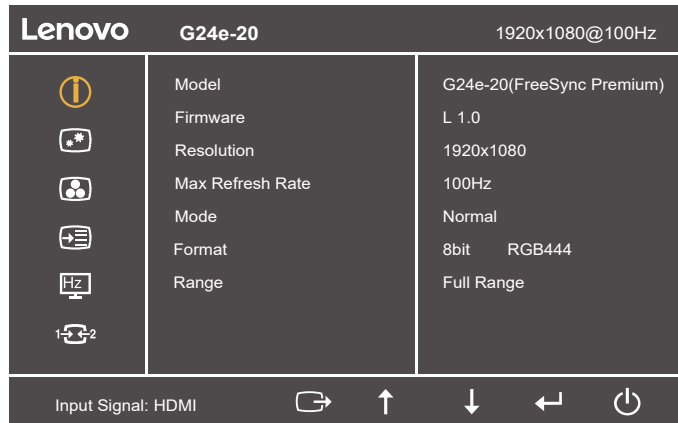 Lenovo G24e-20 1920x1080@100Hz
Model G24e-20(FreeSync Premium)
Firmware L 1.0
Resolution 1920x1080
Max Refresh Rate 100Hz
Mode Normal
Format 8bit RGB444
Range Full Range
Hz
1 2
Input Signal: HDMI